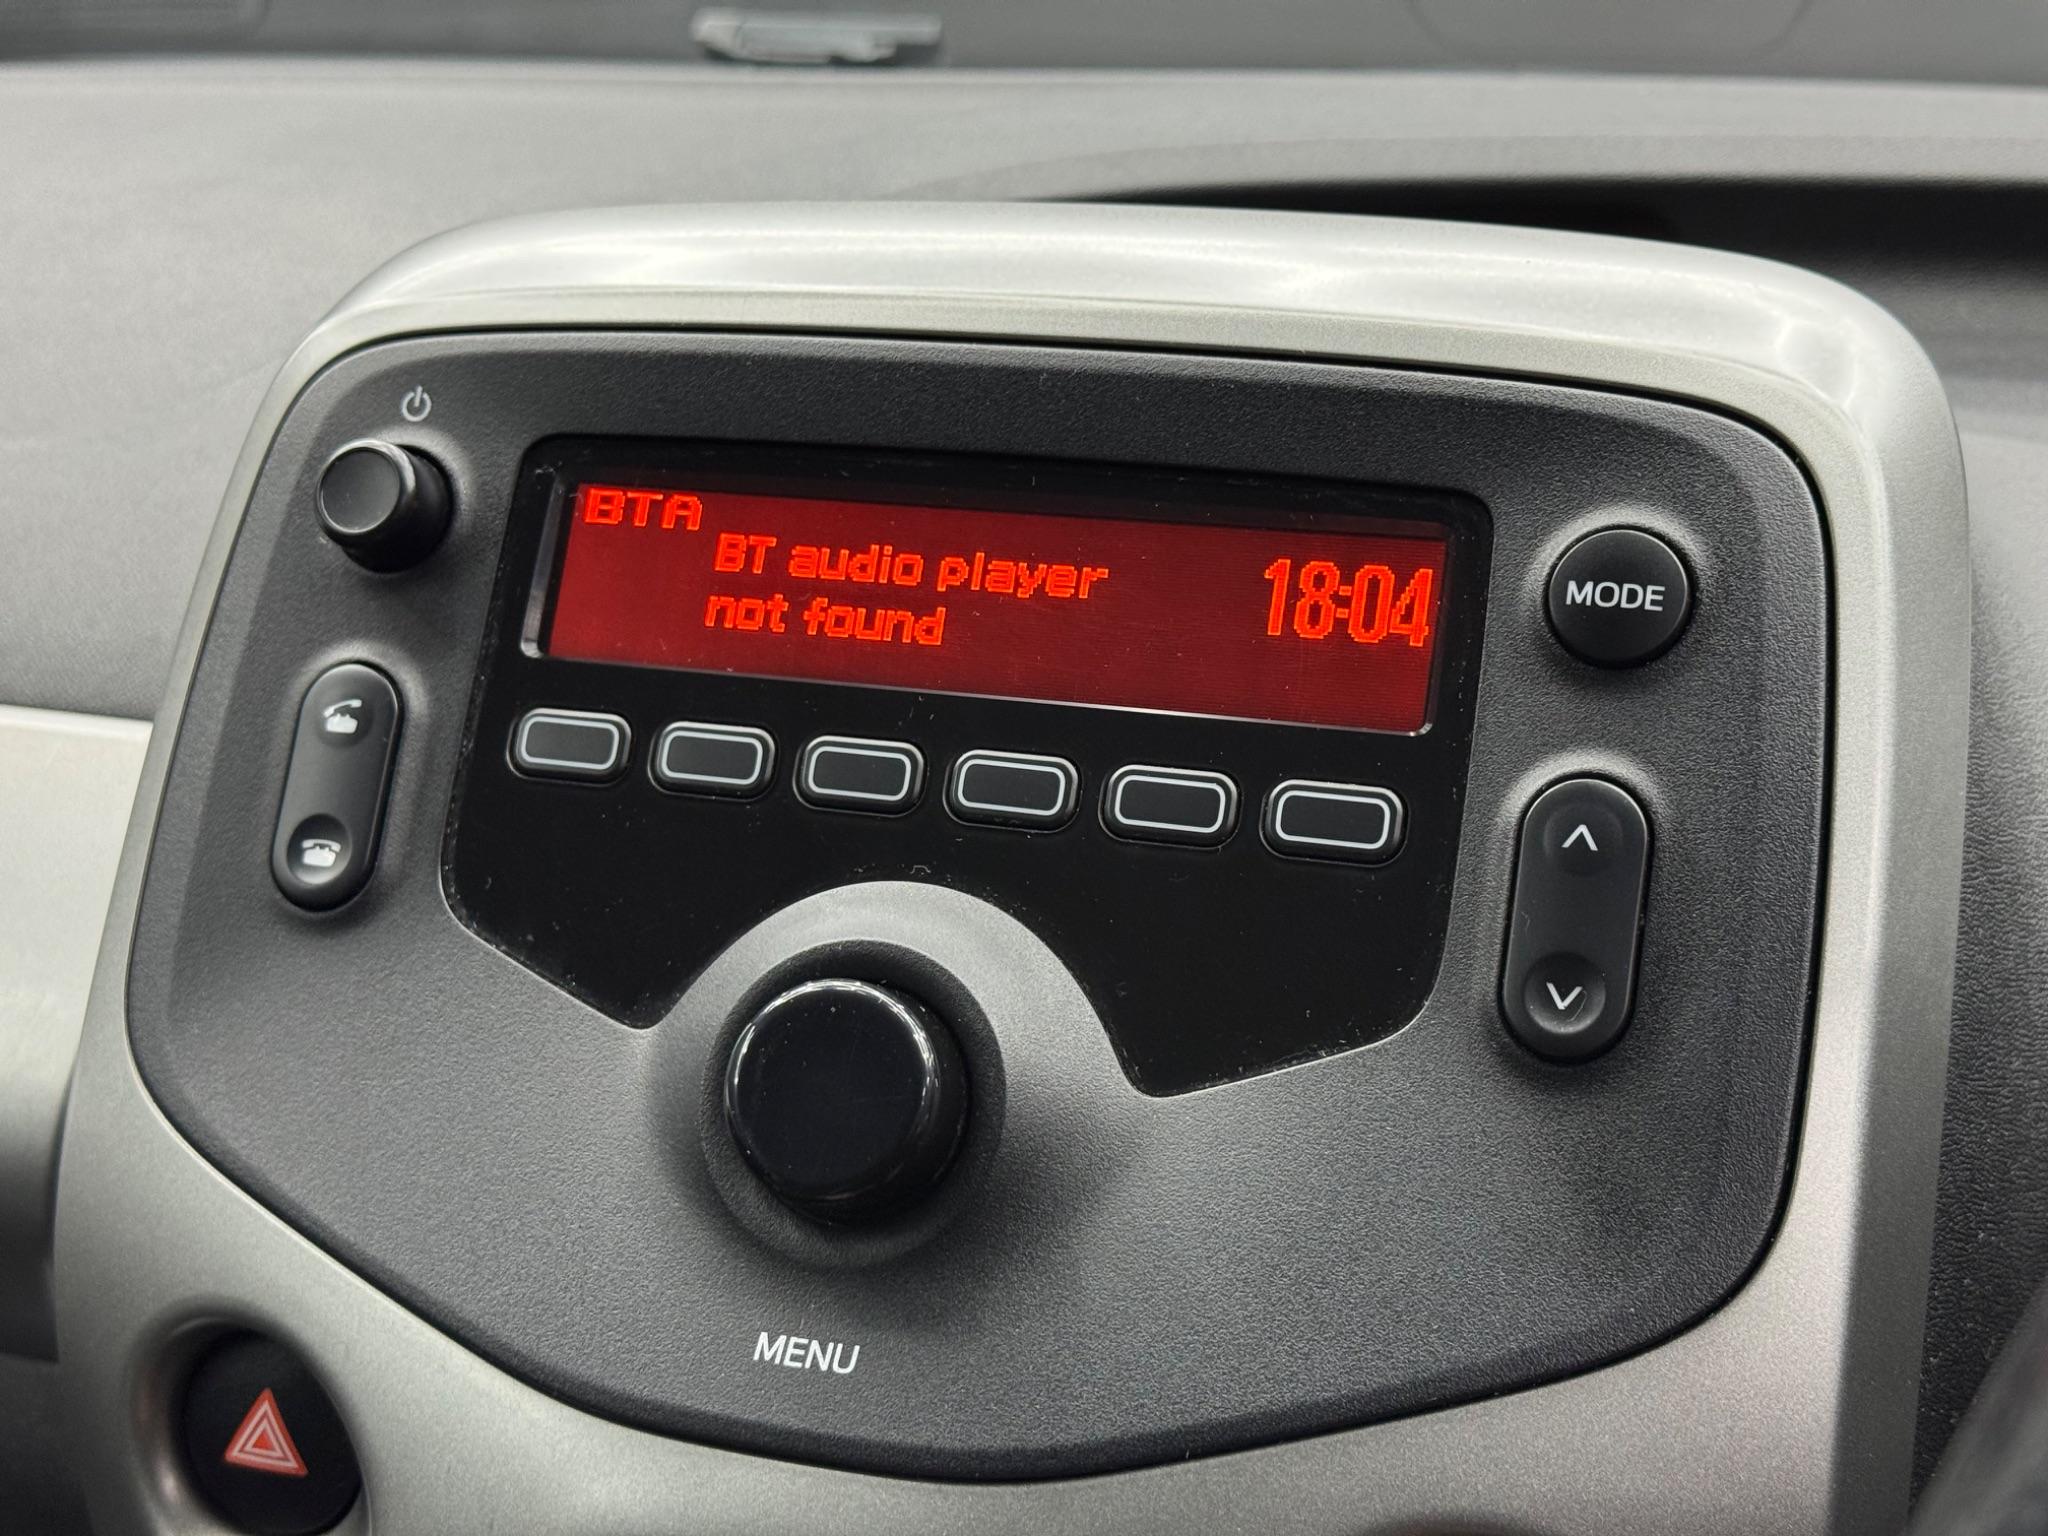 BTA
BT audio player
not found
18:04
MODE
MENU